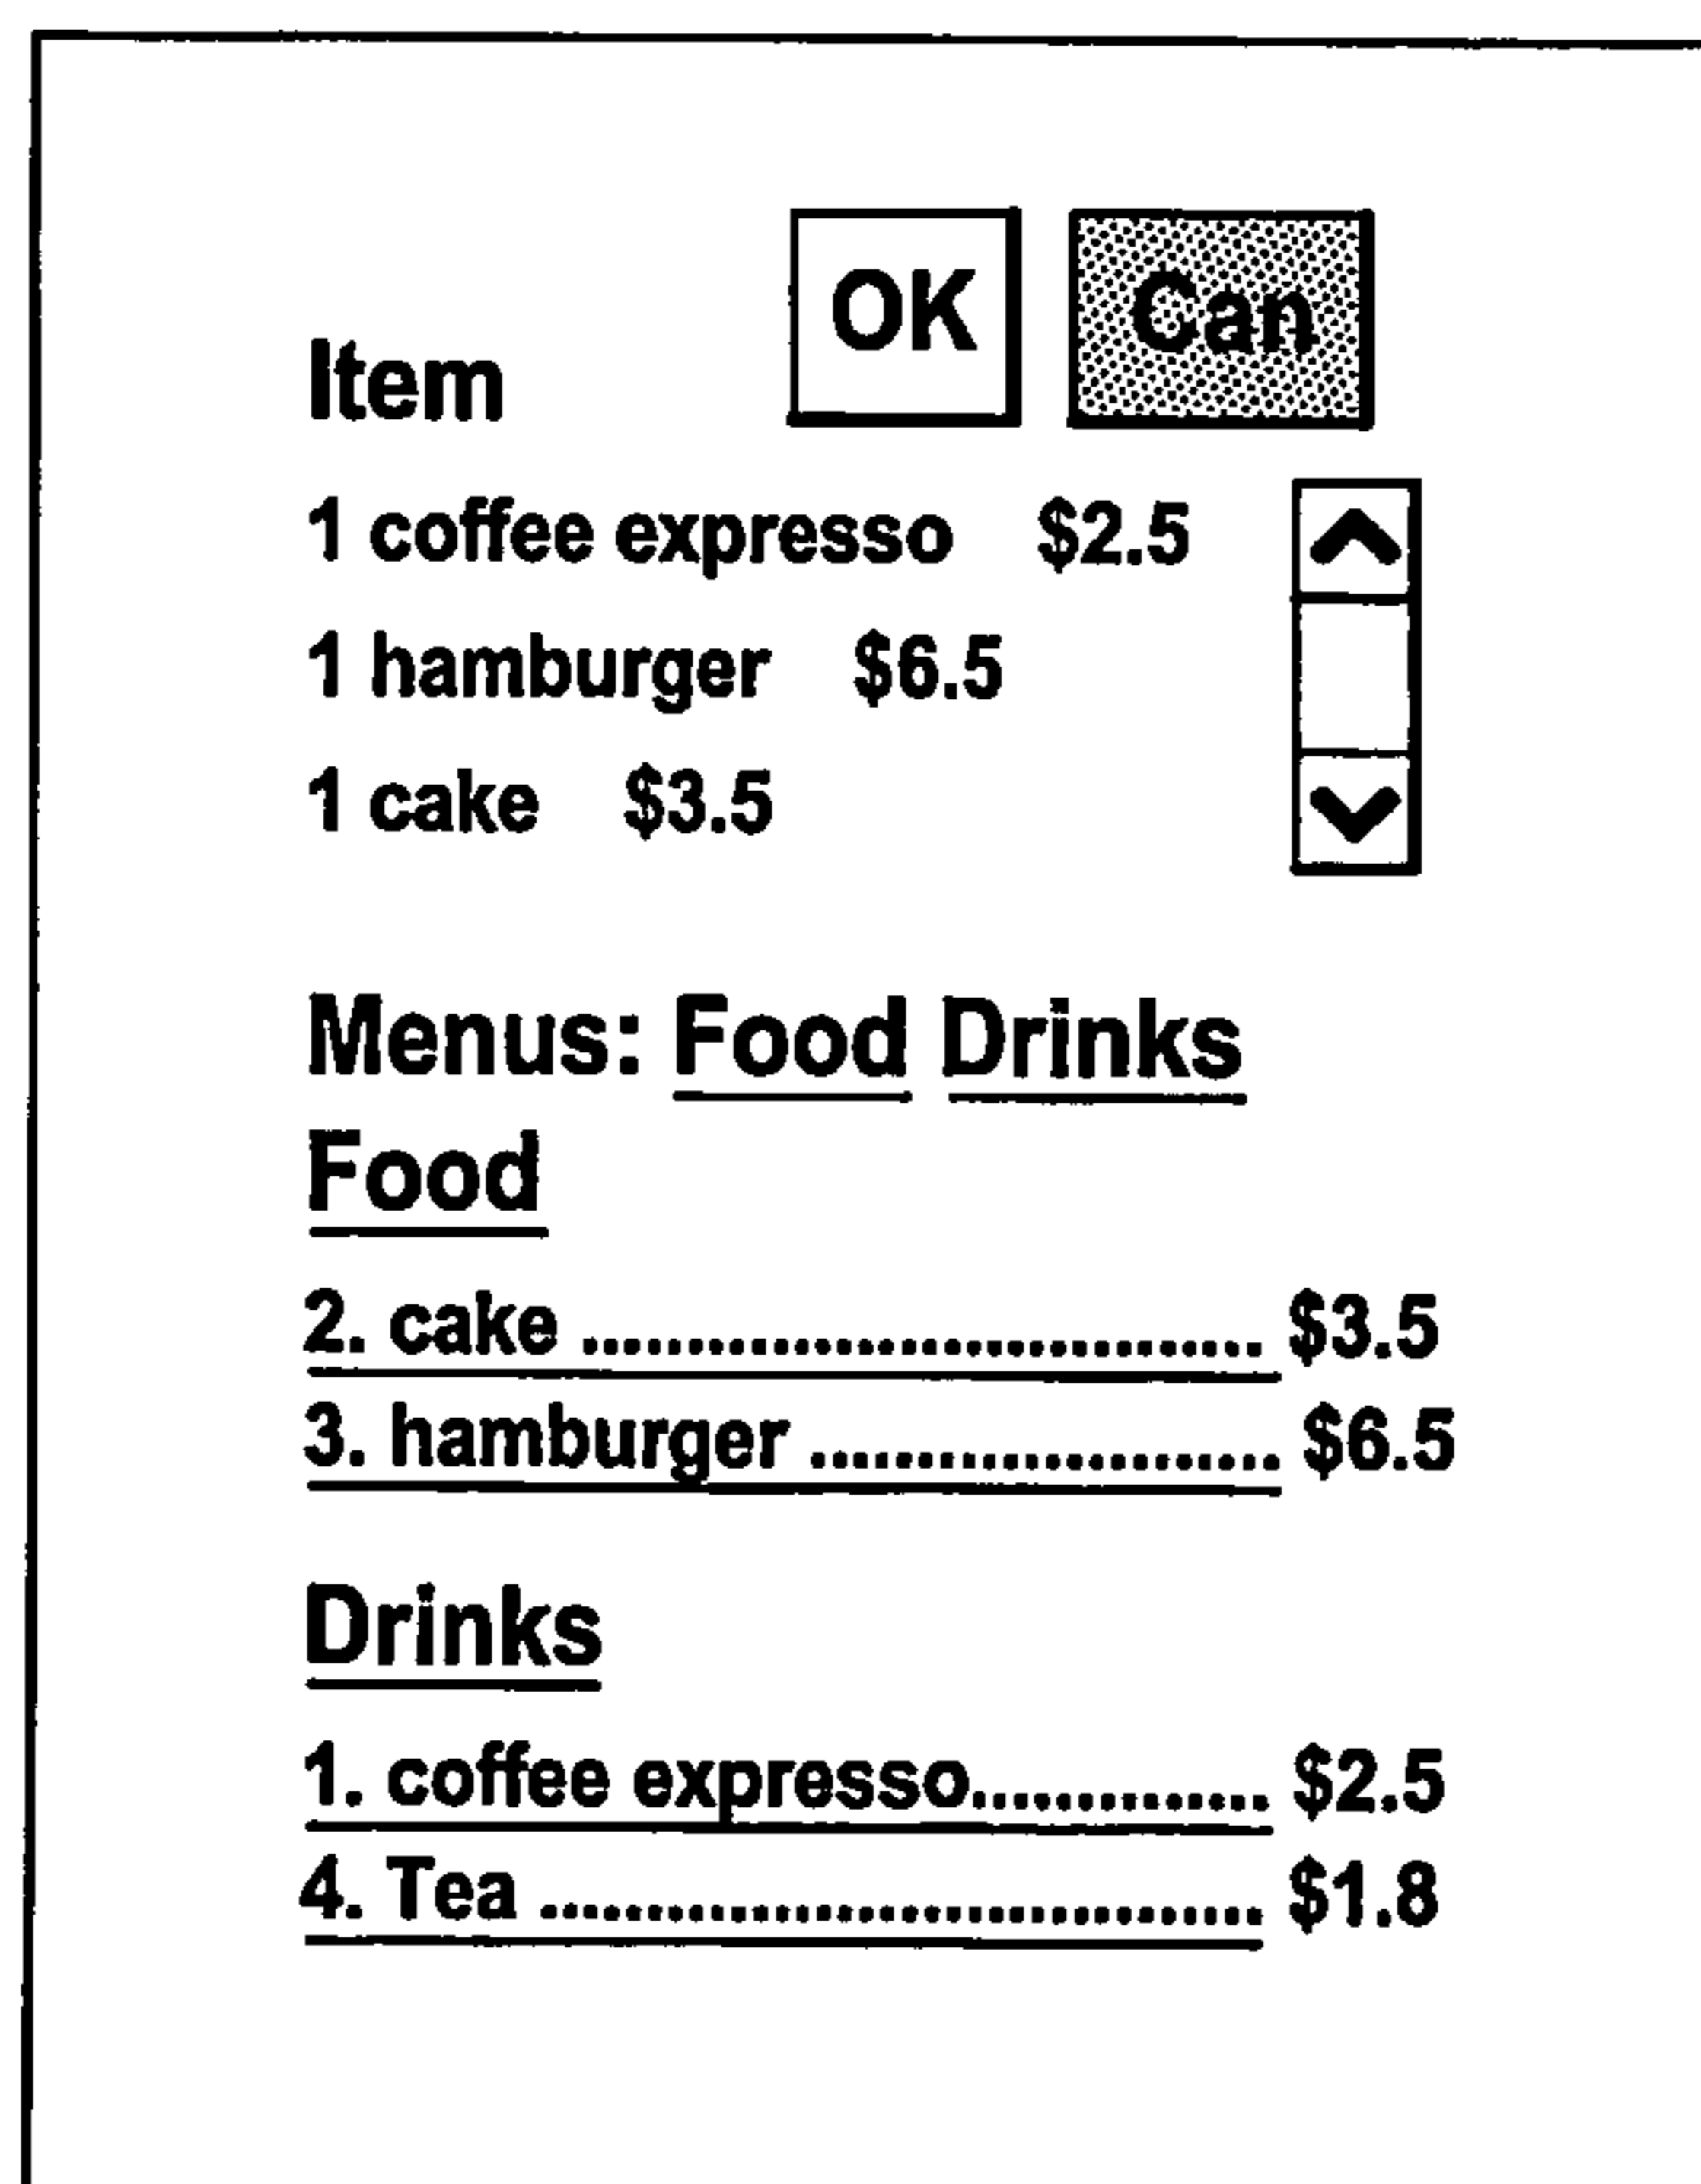 OK Can
Item
1 coffee expresso $2.5
1 hamburger $6.5
1 cake $3.5
Menus: Food Drinks
Food
2. cake ................................ $3.5
3. hamburger ...................... $6.5
Drinks
1. coffee expresso.............. $2.5
4. Tea .................................. $1.8